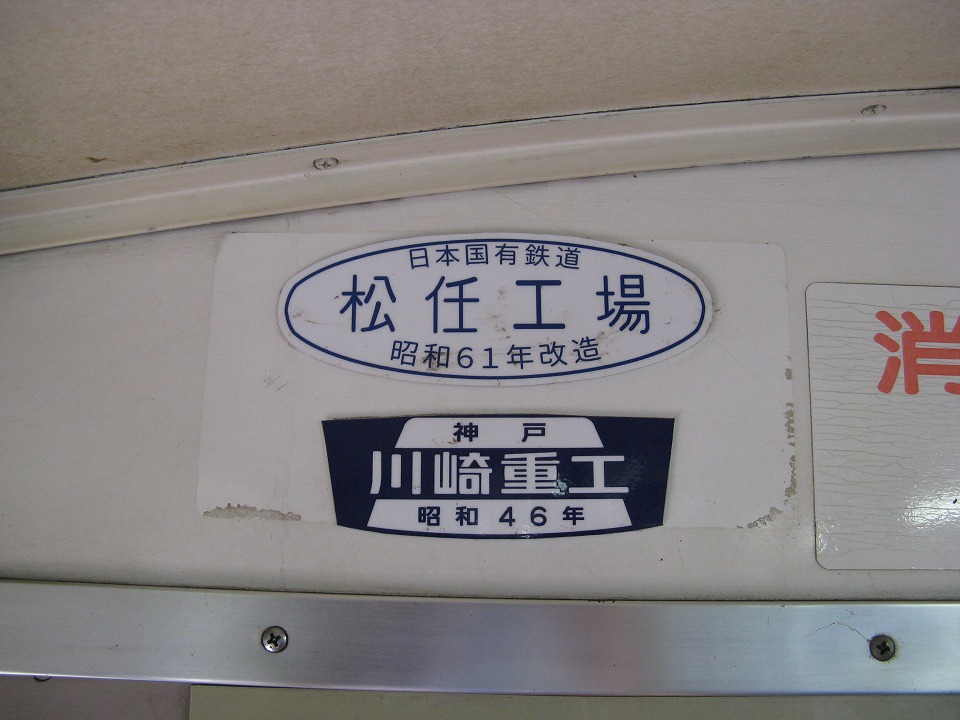 日本国有鉄道
松任工場
昭和61年改造
神戸
川崎重工
昭和46年
消